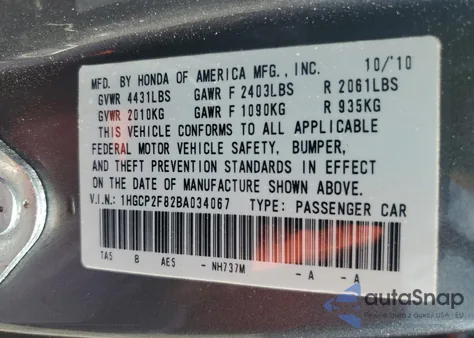 MFD. BY HONDA OF AMERICA MFG., INC. 10/'10
GVWR 4431LBS GAWR F 2403LBS R 2061LBS
GVWR 2010KG GAWR F 1090KG R 935KG
THIS VEHICLE CONFORMS TO ALL APPLICABLE
FEDERAL MOTOR VEHICLE SAFETY, BUMPER,
AND THEFT PREVENTION STANDARDS IN EFFECT
ON THE DATE OF MANUFACTURE SHOWN ABOVE.
V.I.N.: 1HGCP2F82BA034067 TYPE: PASSENGER CAR
TA5 B AE5 - NH737M - A - A
autoSnap